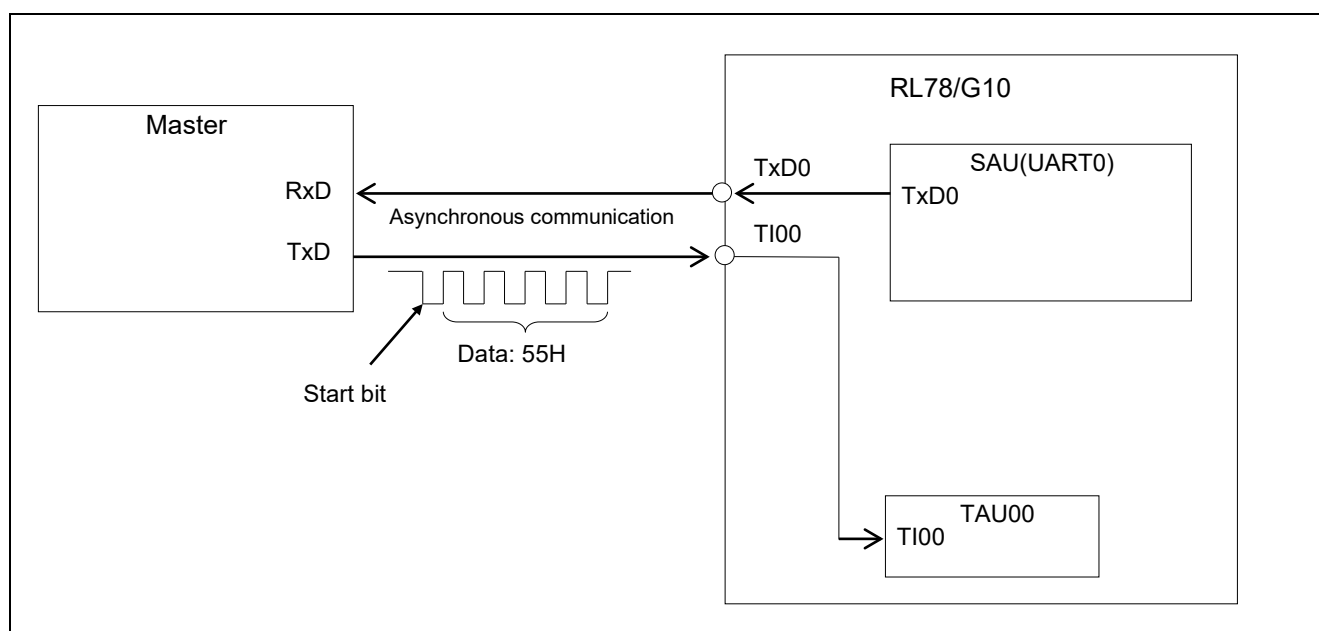 RL78/G10
Master
SAU(UART0)
TxD0
TxD0
RxD
Asynchronous communication
TxD
TI00
Data: 55H
Start bit
TAU00
TI00